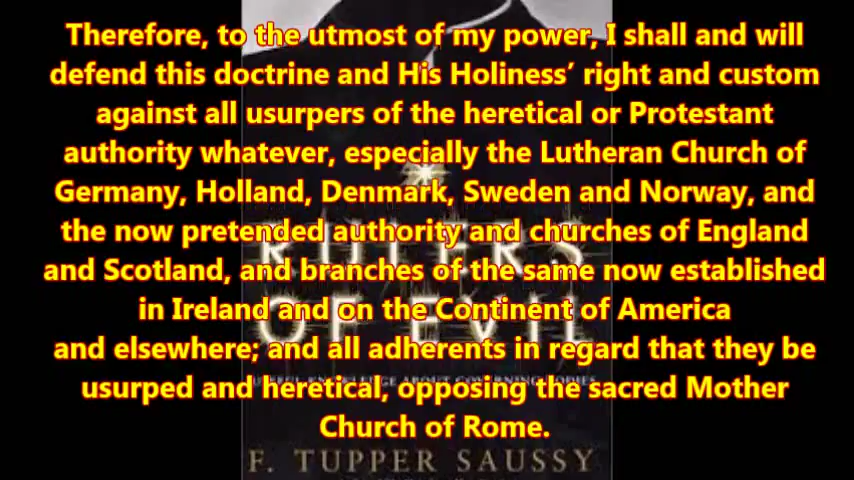 Therefore, to the utmost of my power, I shall and will
defend this doctrine and His Holiness’ right and custom
against all usurpers of the heretical or Protestant
authority whatever, especially the Lutheran Church of
Germany, Holland, Denmark, Sweden and Norway, and
the now pretended authority and churches of England
and Scotland, and branches of the same now established
in Ireland and on the Continent of America
and elsewhere; and all adherents in regard that they be
usurped and heretical, opposing the sacred Mother
Church of Rome.
RULERS
OF EVIL
F. TUPPER SAUSSY